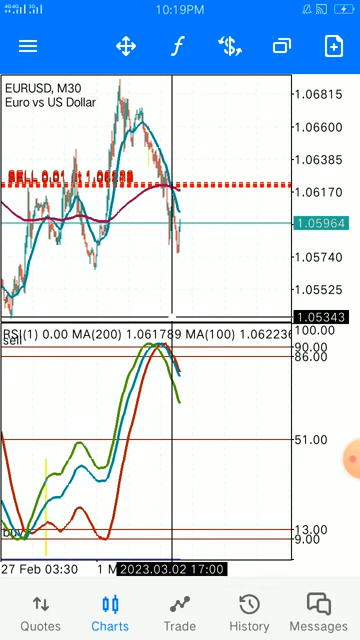 10:19PM
EURUSD, M30
Euro vs US Dollar
1.06815
1.06600
1.06385
1.06170
1.05964
1.05740
1.05525
1.05343
RSI(1) 0.00 MA(200) 1.061789 MA(100) 1.062236
sell
100.00
90.00
86.00
51.00
13.00
9.00
buy
27 Feb 03:30
1 M
2023.03.02 17:00
Quotes
Charts
Trade
History
Messages